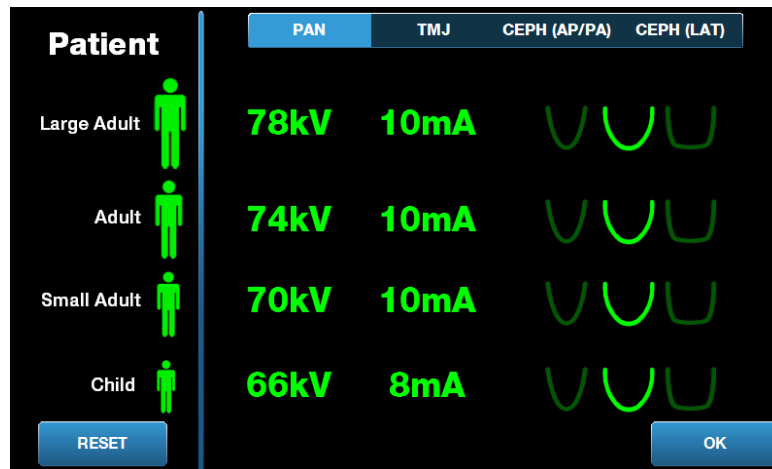 Patient
PAN TMJ CEPH (AP/PA) CEPH (LAT)
Large Adult 78kV 10mA
Adult 74kV 10mA
Small Adult 70kV 10mA
Child 66kV 8mA
RESET OK